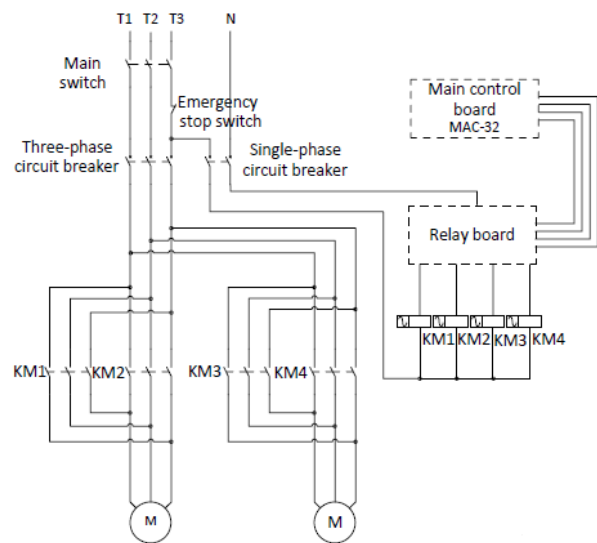 T1 T2 T3 N
Main
switch
Emergency
stop switch
Main control
board
MAC-32
Three-phase
circuit breaker
Single-phase
circuit breaker
Relay board
KM1 KM2 KM3 KM4
KM1 KM2 KM3 KM4
M M